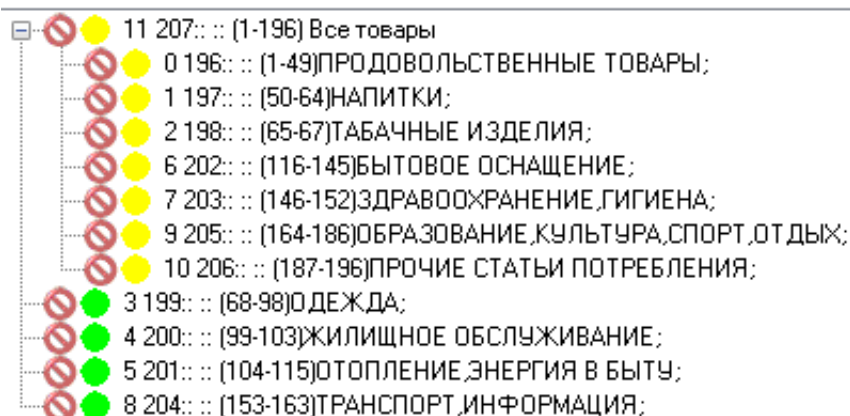 11 207:: :: (1-196) Все товары
0 196:: :: (1-49)ПРОДОВОЛЬСТВЕННЫЕ ТОВАРЫ;
1 197:: :: (50-64)НАПИТКИ;
2 198:: :: (65-67)ТАБАЧНЫЕ ИЗДЕЛИЯ;
6 202:: :: (116-145)БЫТОВОЕ ОСНАЩЕНИЕ;
7 203:: :: (146-152)ЗДРАВООХРАНЕНИЕ,ГИГИЕНА;
9 205:: :: (164-186)ОБРАЗОВАНИЕ,КУЛЬТУРА,СПОРТ,ОТДЫХ;
10 206:: :: (187-196)ПРОЧИЕ СТАТЬИ ПОТРЕБЛЕНИЯ;
3 199:: :: (68-98)ОДЕЖДА;
4 200:: :: (99-103)ЖИЛИЩНОЕ ОБСЛУЖИВАНИЕ;
5 201:: :: (104-115)ОТОПЛЕНИЕ,ЭНЕРГИЯ В БЫТУ;
8 204:: :: (153-163)ТРАНСПОРТ,ИНФОРМАЦИЯ;